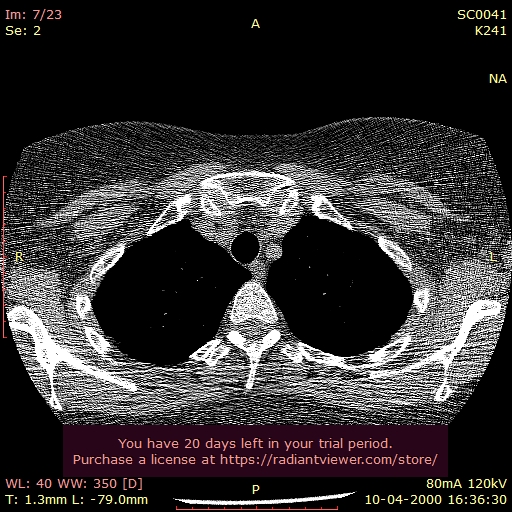 Im: 7/23
Se: 2
A
SC0041
K241
NA
R
L
You have 20 days left in your trial period.
Purchase a license at https://radiantviewer.com/store/
WL: 40 WW: 350 [D]
T: 1.3mm L: -79.0mm
P
80mA 120kV
10-04-2000 16:36:30